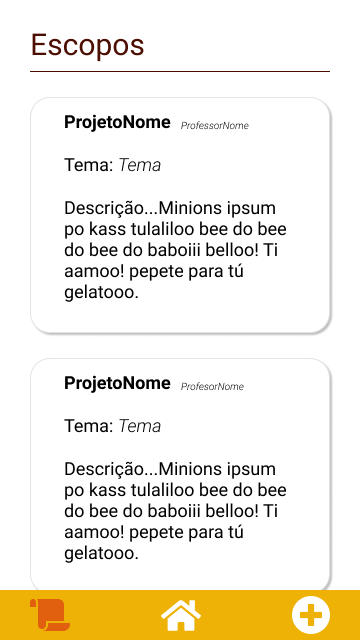 Escopos
ProjetoNome ProfessorNome
Tema: Tema
Descrição...Minions ipsum
po kass tulaliloo bee do bee
do bee do baboiii belloo! Ti
aamoo! pepete para tú
gelatooo.
ProjetoNome ProfesorNome
Tema: Tema
Descrição...Minions ipsum
po kass tulaliloo bee do bee
do bee do baboiii belloo! Ti
aamoo! pepete para tú
gelatooo.